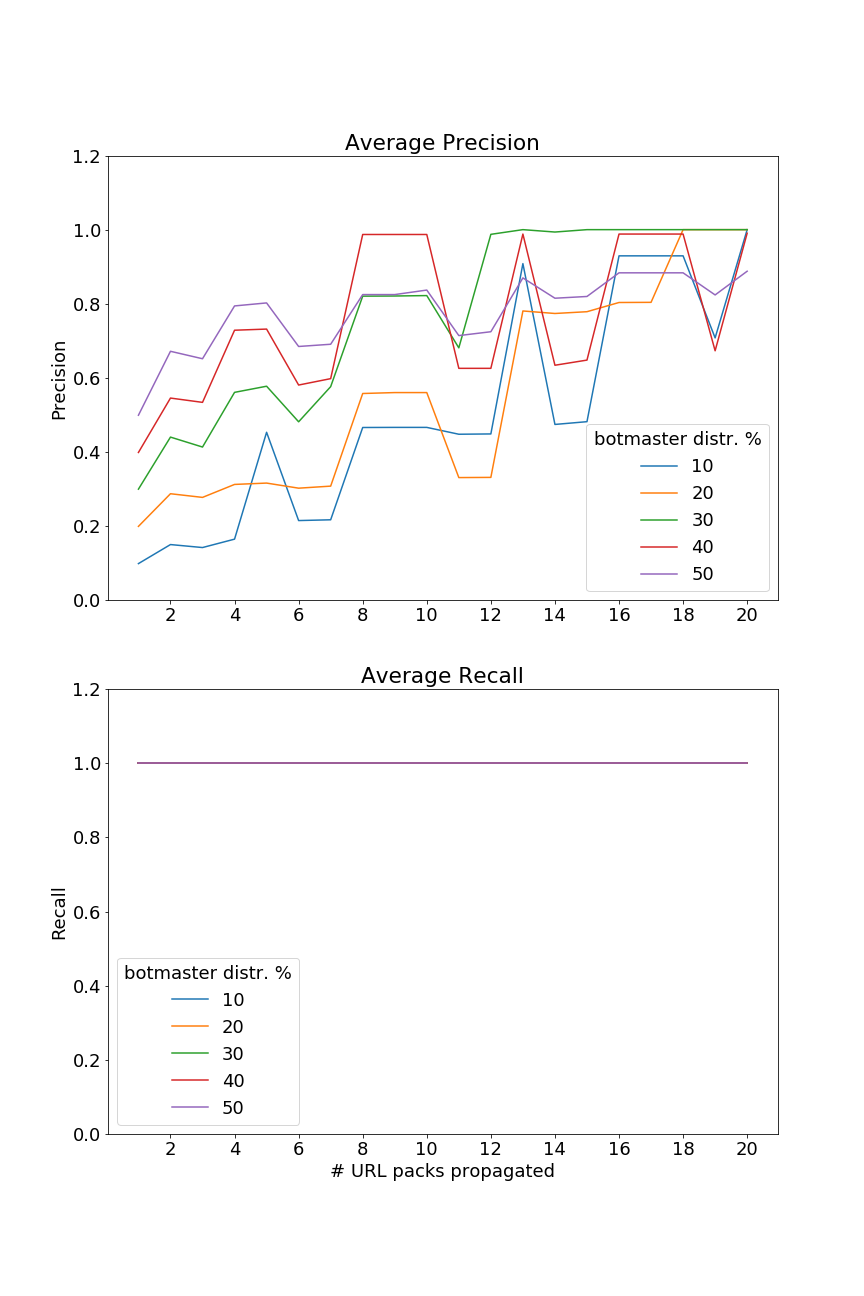 Average Precision
1.2
1.0
0.8
0.6
0.4
0.2
0.0
Precision
botmaster distr. %
10
20
30
40
50
2 4 6 8 10 12 14 16 18 20
Average Recall
1.2
1.0
0.8
0.6
0.4
0.2
0.0
Recall
botmaster distr. %
10
20
30
40
50
2 4 6 8 10 12 14 16 18 20
# URL packs propagated